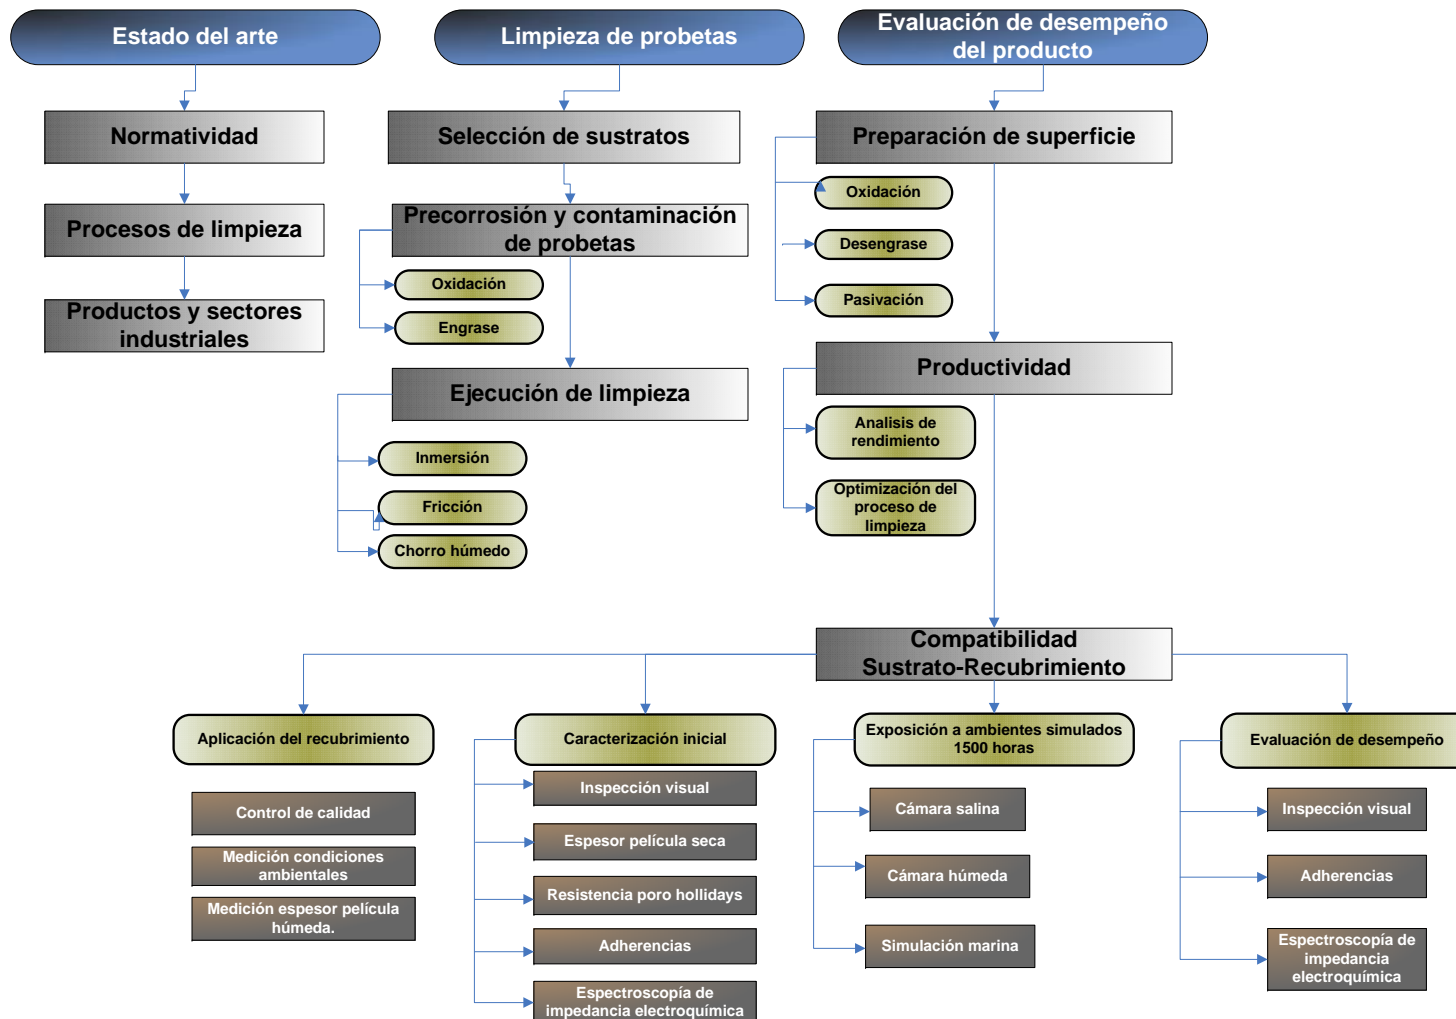 Estado del arte
Limpieza de probetas
Evaluación de desempeño
del producto
Normatividad
Procesos de limpieza
Productos y sectores
industriales
Selección de sustratos
Precorrosión y contaminación
de probetas
Oxidación
Engrase
Ejecución de limpieza
Inmersión
Fricción
Chorro húmedo
Preparación de superficie
Oxidación
Desengrase
Pasivación
Productividad
Analisis de
rendimiento
Optimización del
proceso de
limpieza
Compatibilidad
Sustrato-Recubrimiento
Aplicación del recubrimiento
Control de calidad
Medición condiciones
ambientales
Medición espesor película
húmeda.
Caracterización inicial
Inspección visual
Espesor película seca
Resistencia poro hollidays
Adherencias
Espectroscopía de
impedancia electroquímica
Exposición a ambientes simulados
1500 horas
Cámara salina
Cámara húmeda
Simulación marina
Evaluación de desempeño
Inspección visual
Adherencias
Espectroscopía de
impedancia
electroquímica